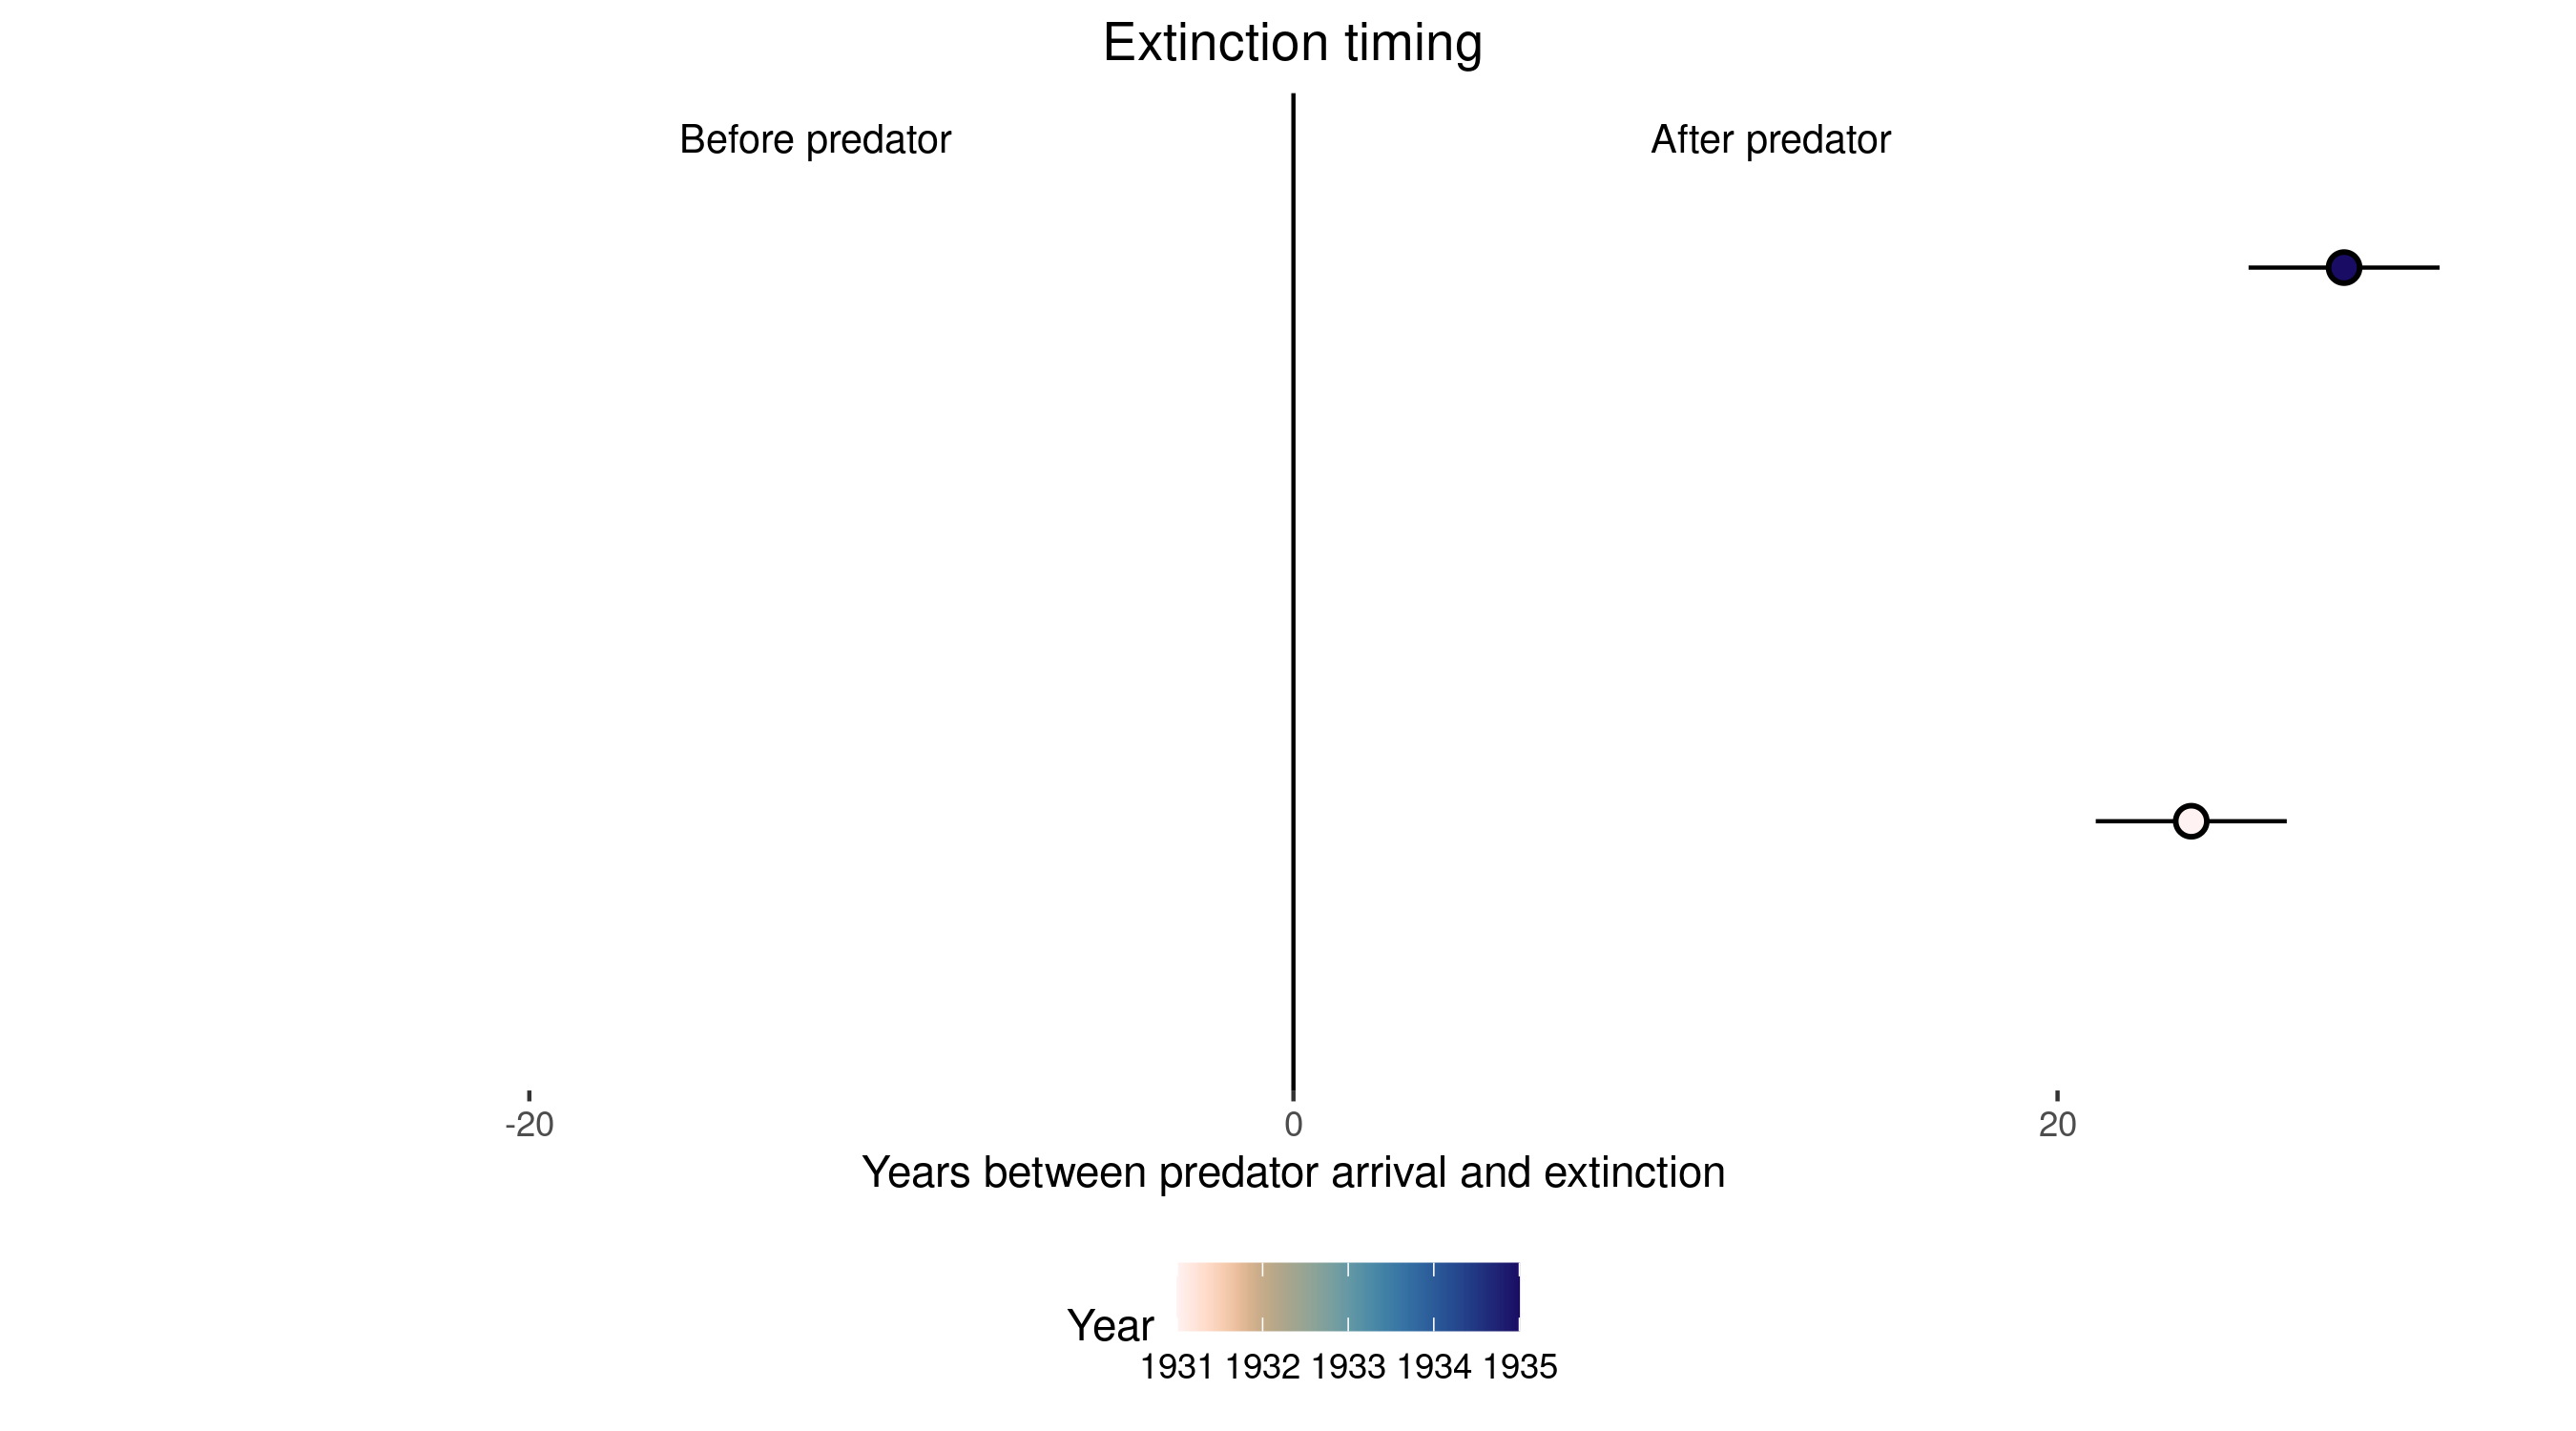 Extinction timing
Before predator
After predator
-20
0
20
Years between predator arrival and extinction
Year
1931 1932 1933 1934 1935